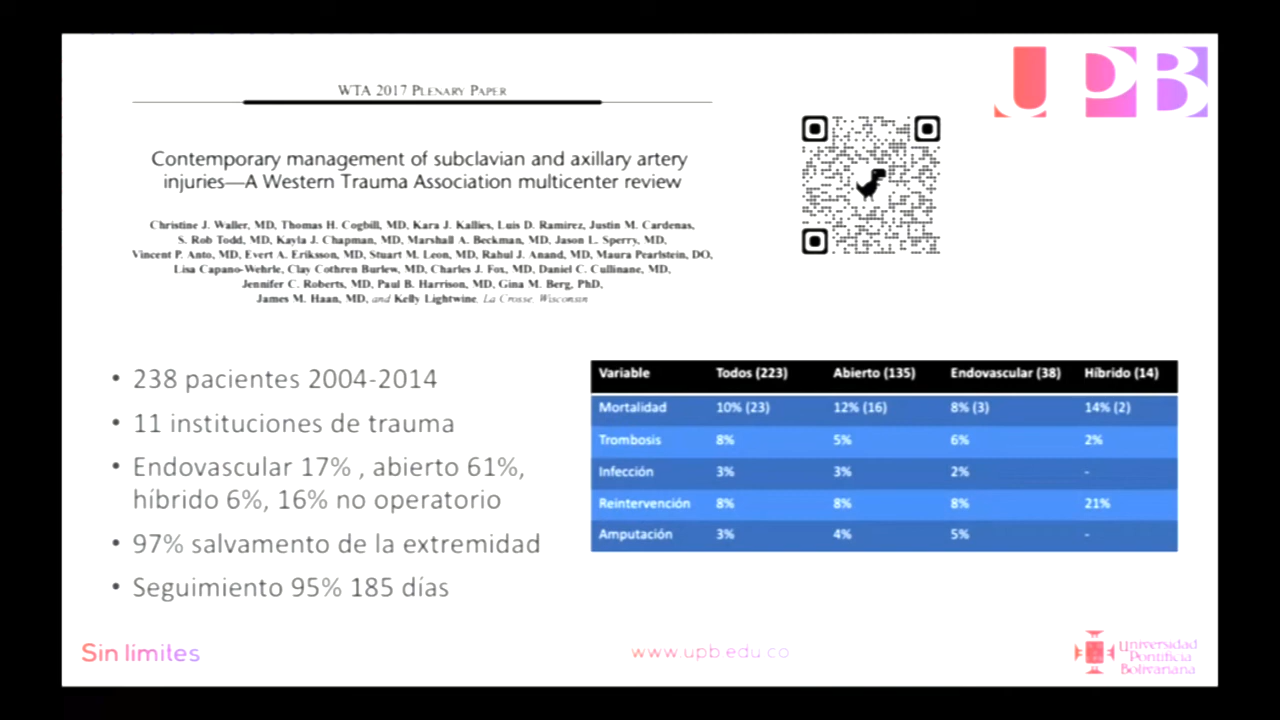 UPB
WTA 2017 PLENARY PAPER
Contemporary management of subclavian and axillary artery
injuries—A Western Trauma Association multicenter review
Christine J. Waller, MD, Thomas H. Cogbill, MD, Kara J. Kallies, Luis D. Ramirez, Justin M. Cardenas,
S. Rob Todd, MD, Kayla J. Chapman, MD, Marshall A. Beckman, MD, Jason L. Sperry, MD,
Vincent P. Anto, MD, Evert A. Eriksson, MD, Stuart M. Leon, MD, Rahul J. Anand, MD, Maura Pearlstein, DO,
Lisa Capano-Wehrle, Clay Cothren Burlew, MD, Charles J. Fox, MD, Daniel C. Cullinane, MD,
Jennifer C. Roberts, MD, Paul B. Harrison, MD, Gina M. Berg, PhD,
James M. Haan, MD, and Kelly Lightwine, La Crosse, Wisconsin
• 238 pacientes 2004-2014
• 11 instituciones de trauma
• Endovascular 17% , abierto 61%,
híbrido 6%, 16% no operatorio
• 97% salvamento de la extremidad
• Seguimiento 95% 185 días
Variable Todos (223) Abierto (135) Endovascular (38) Híbrido (14)
Mortalidad 10% (23) 12% (16) 8% (3) 14% (2)
Trombosis 8% 5% 6% 2%
Infección 3% 3% 2% -
Reintervención 8% 8% 8% 21%
Amputación 3% 4% 5% -
Sin limites
www.upb.edu.co
Universidad
Pontificia
Bolivariana